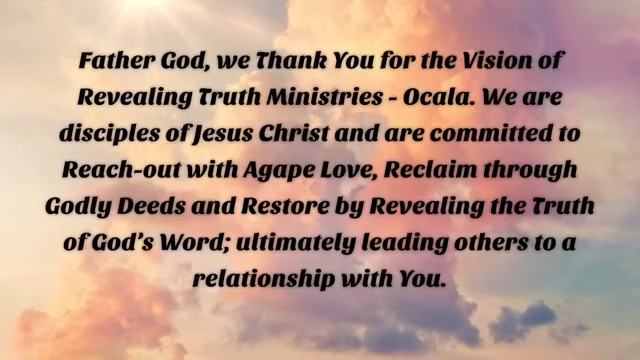 Father God, we Thank You for the Vision of
Revealing Truth Ministries - Ocala. We are
disciples of Jesus Christ and are committed to
Reach-out with Agape Love, Reclaim through
Godly Deeds and Restore by Revealing the Truth
of God's Word; ultimately leading others to a
relationship with You.